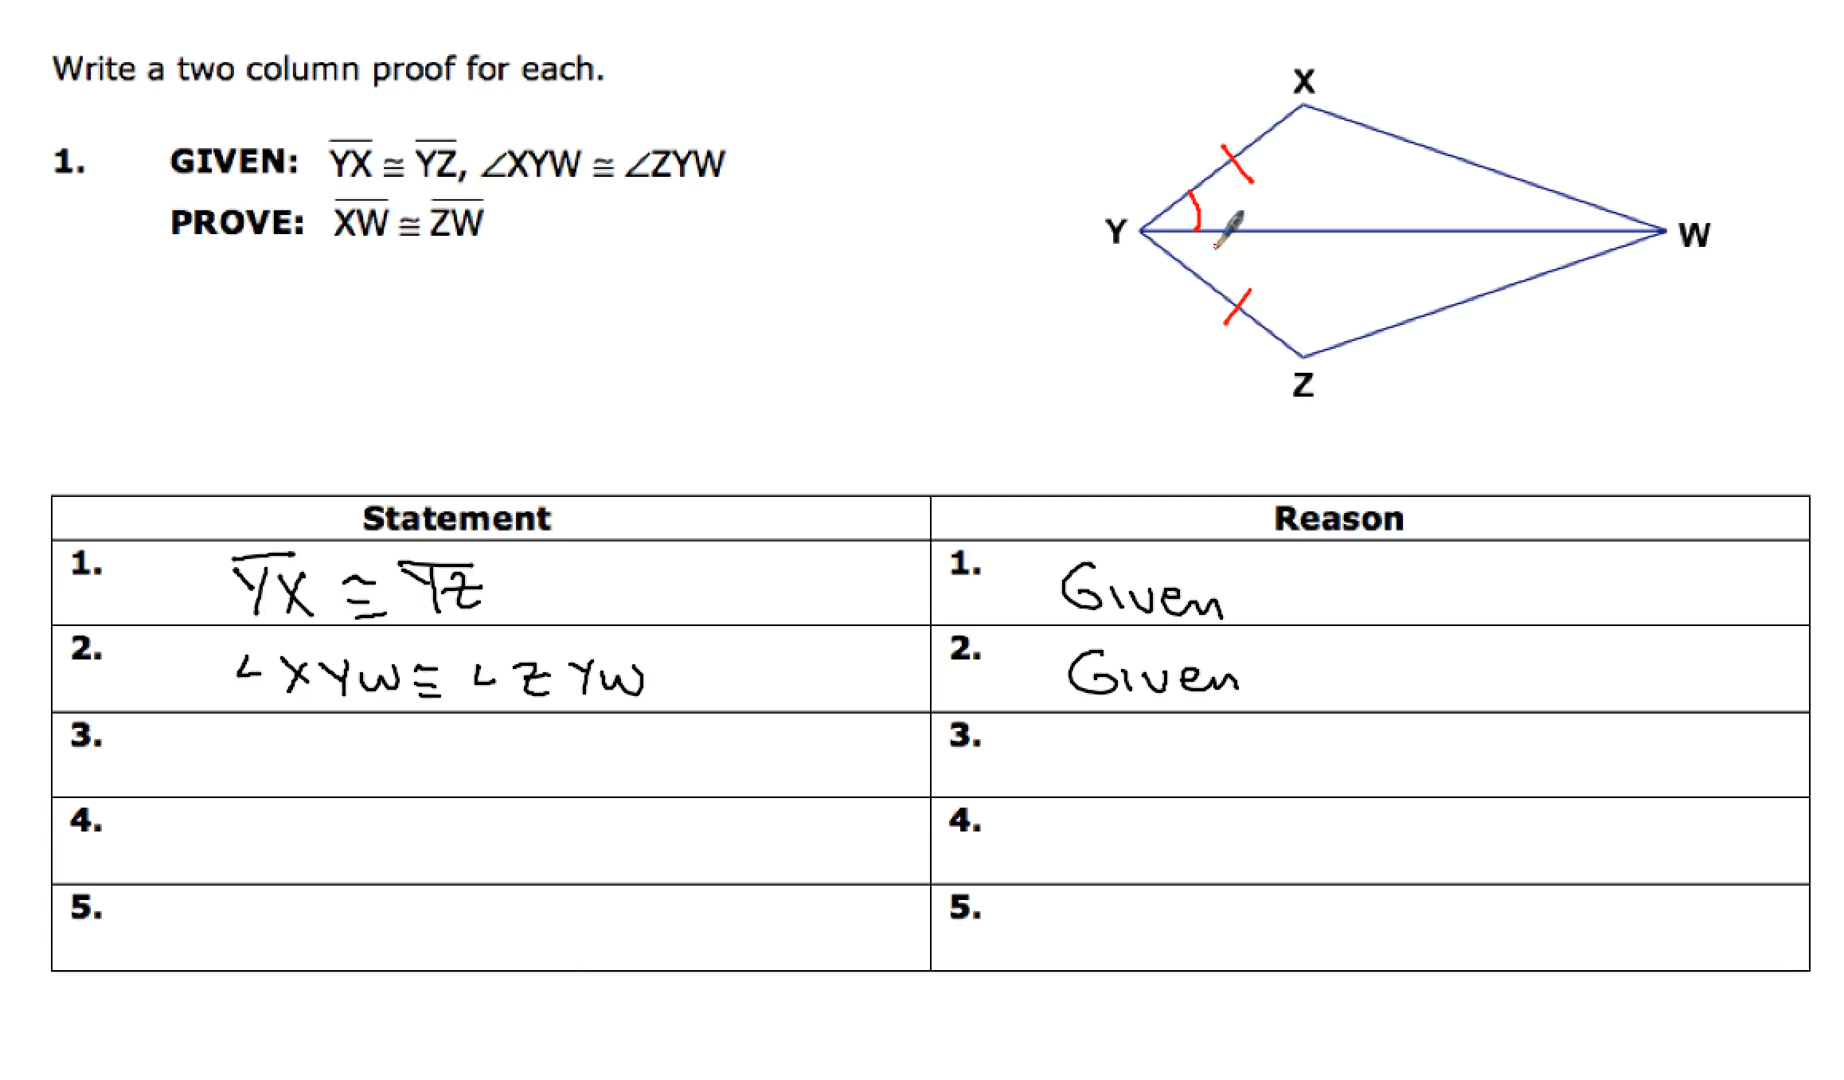 Write a two column proof for each.
1. GIVEN: YX ≅ YZ, ∠XYW ≅ ∠ZYW
PROVE: XW ≅ ZW
X
Y
W
Z
Statement Reason
1. YX ≅ YZ 1. Given
2. ∠XYW ≅ ∠ZYW 2. Given
3. 3.
4. 4.
5. 5.